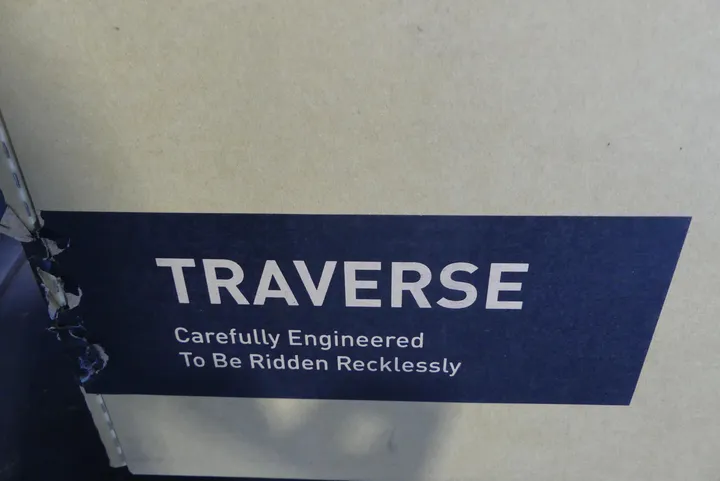 TRAVERSE
Carefully Engineered
To Be Ridden Recklessly